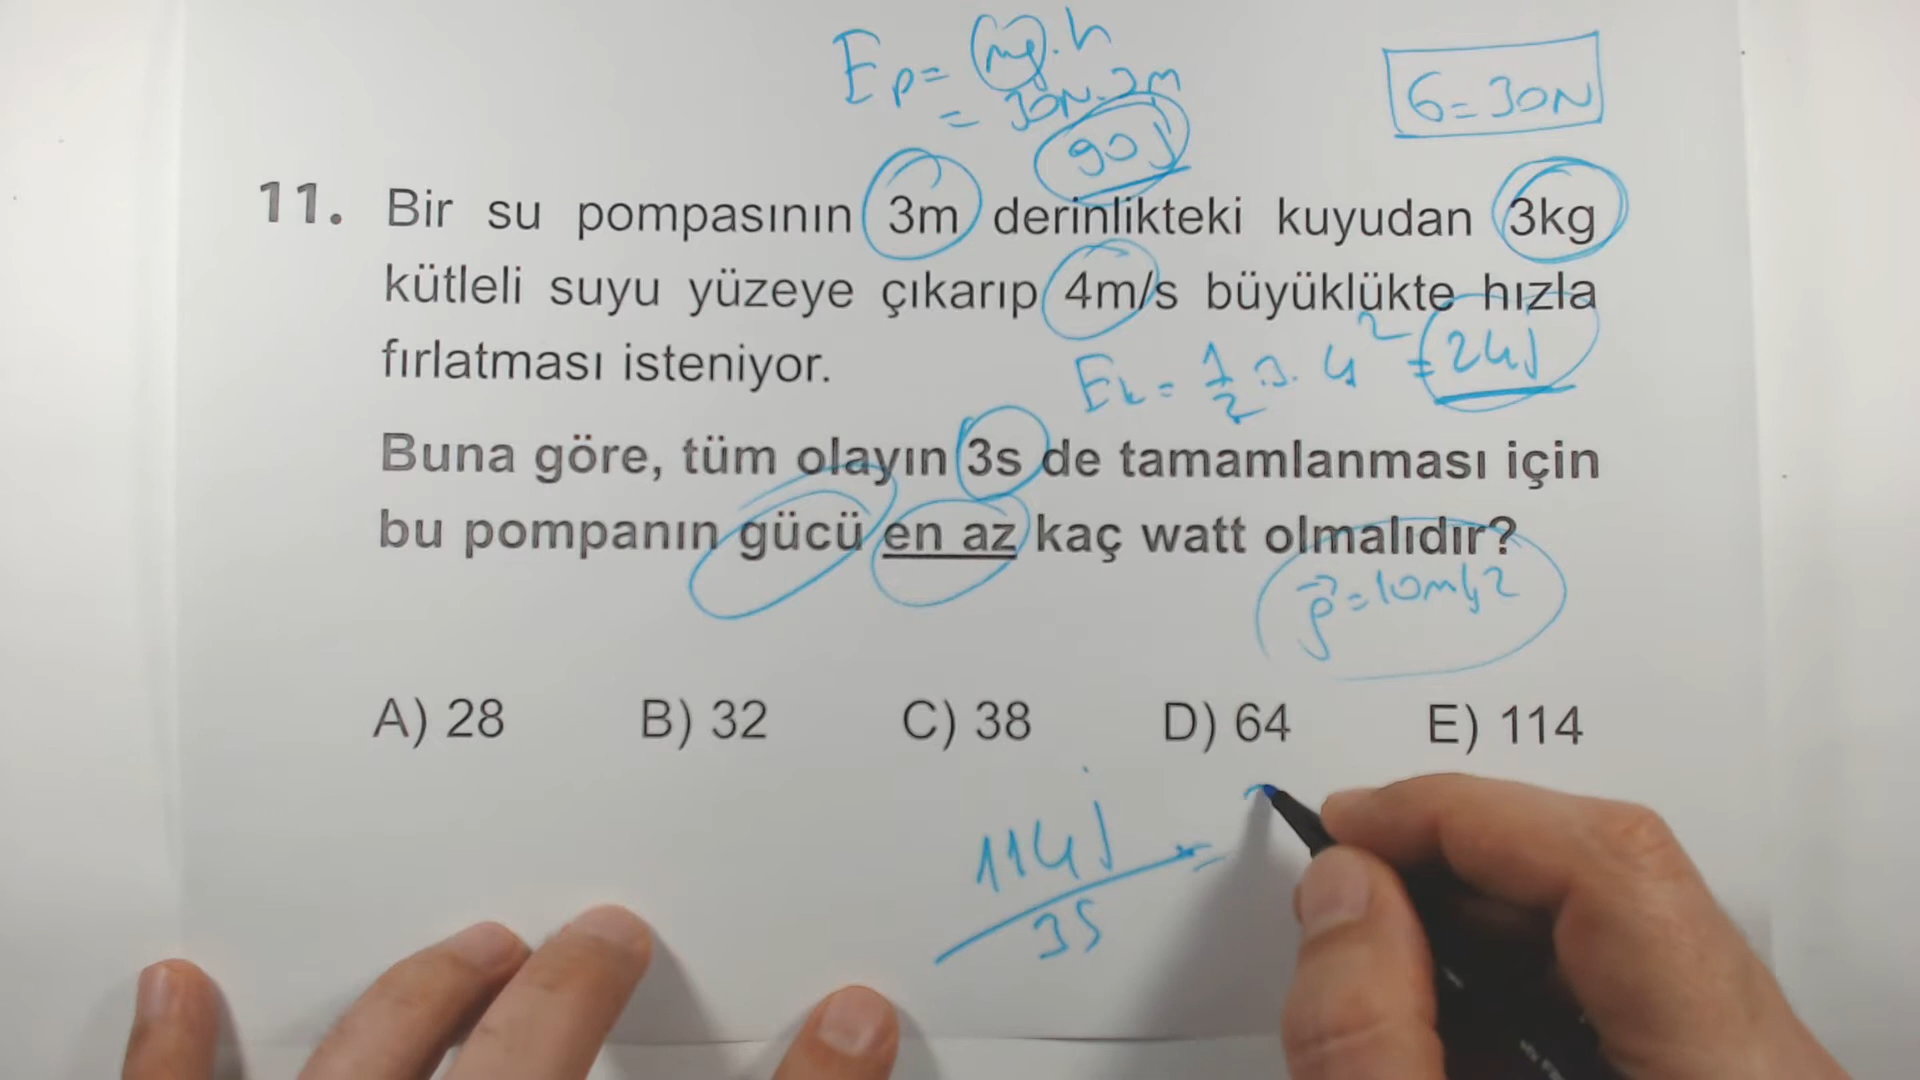 Ep= mg.h
= 30N.3m
90J
G=30N
11. Bir su pompasının 3m derinlikteki kuyudan 3kg
kütleli suyu yüzeye çıkarıp 4m/s büyüklükte hızla
fırlatması isteniyor.
Ek= 1/2 3. 4² = 24J
Buna göre, tüm olayın 3s de tamamlanması için
bu pompanın gücü en az kaç watt olmalıdır?
g=10m/s2
A) 28 B) 32 C) 38 D) 64 E) 114
114J
3s =